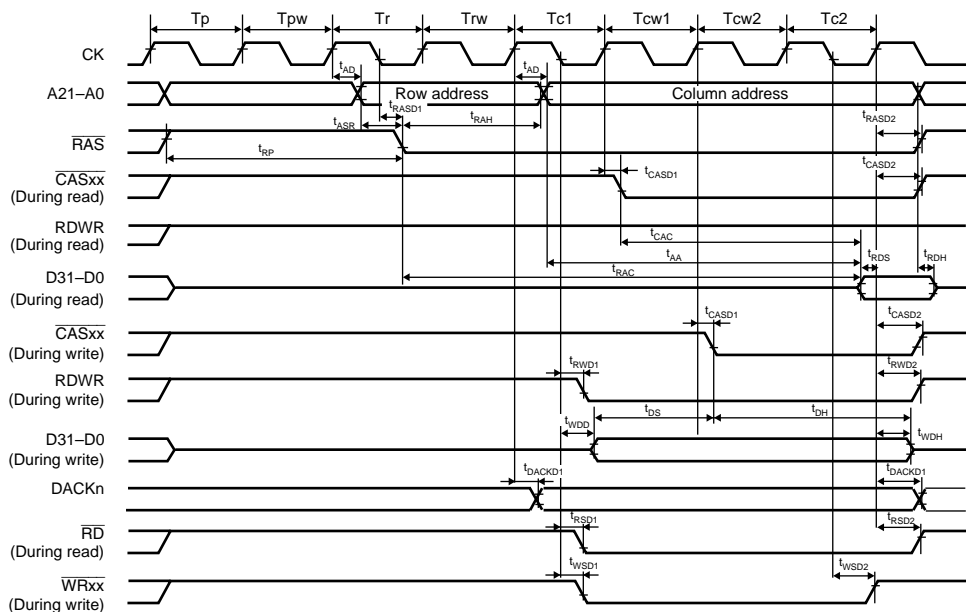 Tp Tpw Tr Trw Tc1 Tcw1 Tcw2 Tc2
CK
tAD tAD
A21–A0 Row address Column address
tRASD1 tRASD2
tASR tRAH
RAS
tRP
tCASD2
CASxx tCASD1
(During read)
RDWR
(During read)
tCAC
tAA tRDS tRDH
D31–D0 tRAC
(During read)
tCASD1 tCASD2
CASxx
(During write)
tRWD1 tRWD2
RDWR
(During write)
tDS tDH
tWDD
D31–D0 tWDH
(During write)
tDACKD1 tDACKD1
DACKn
tRSD1 tRSD2
RD
(During read)
tWSD1 tWSD2
WRxx
(During write)